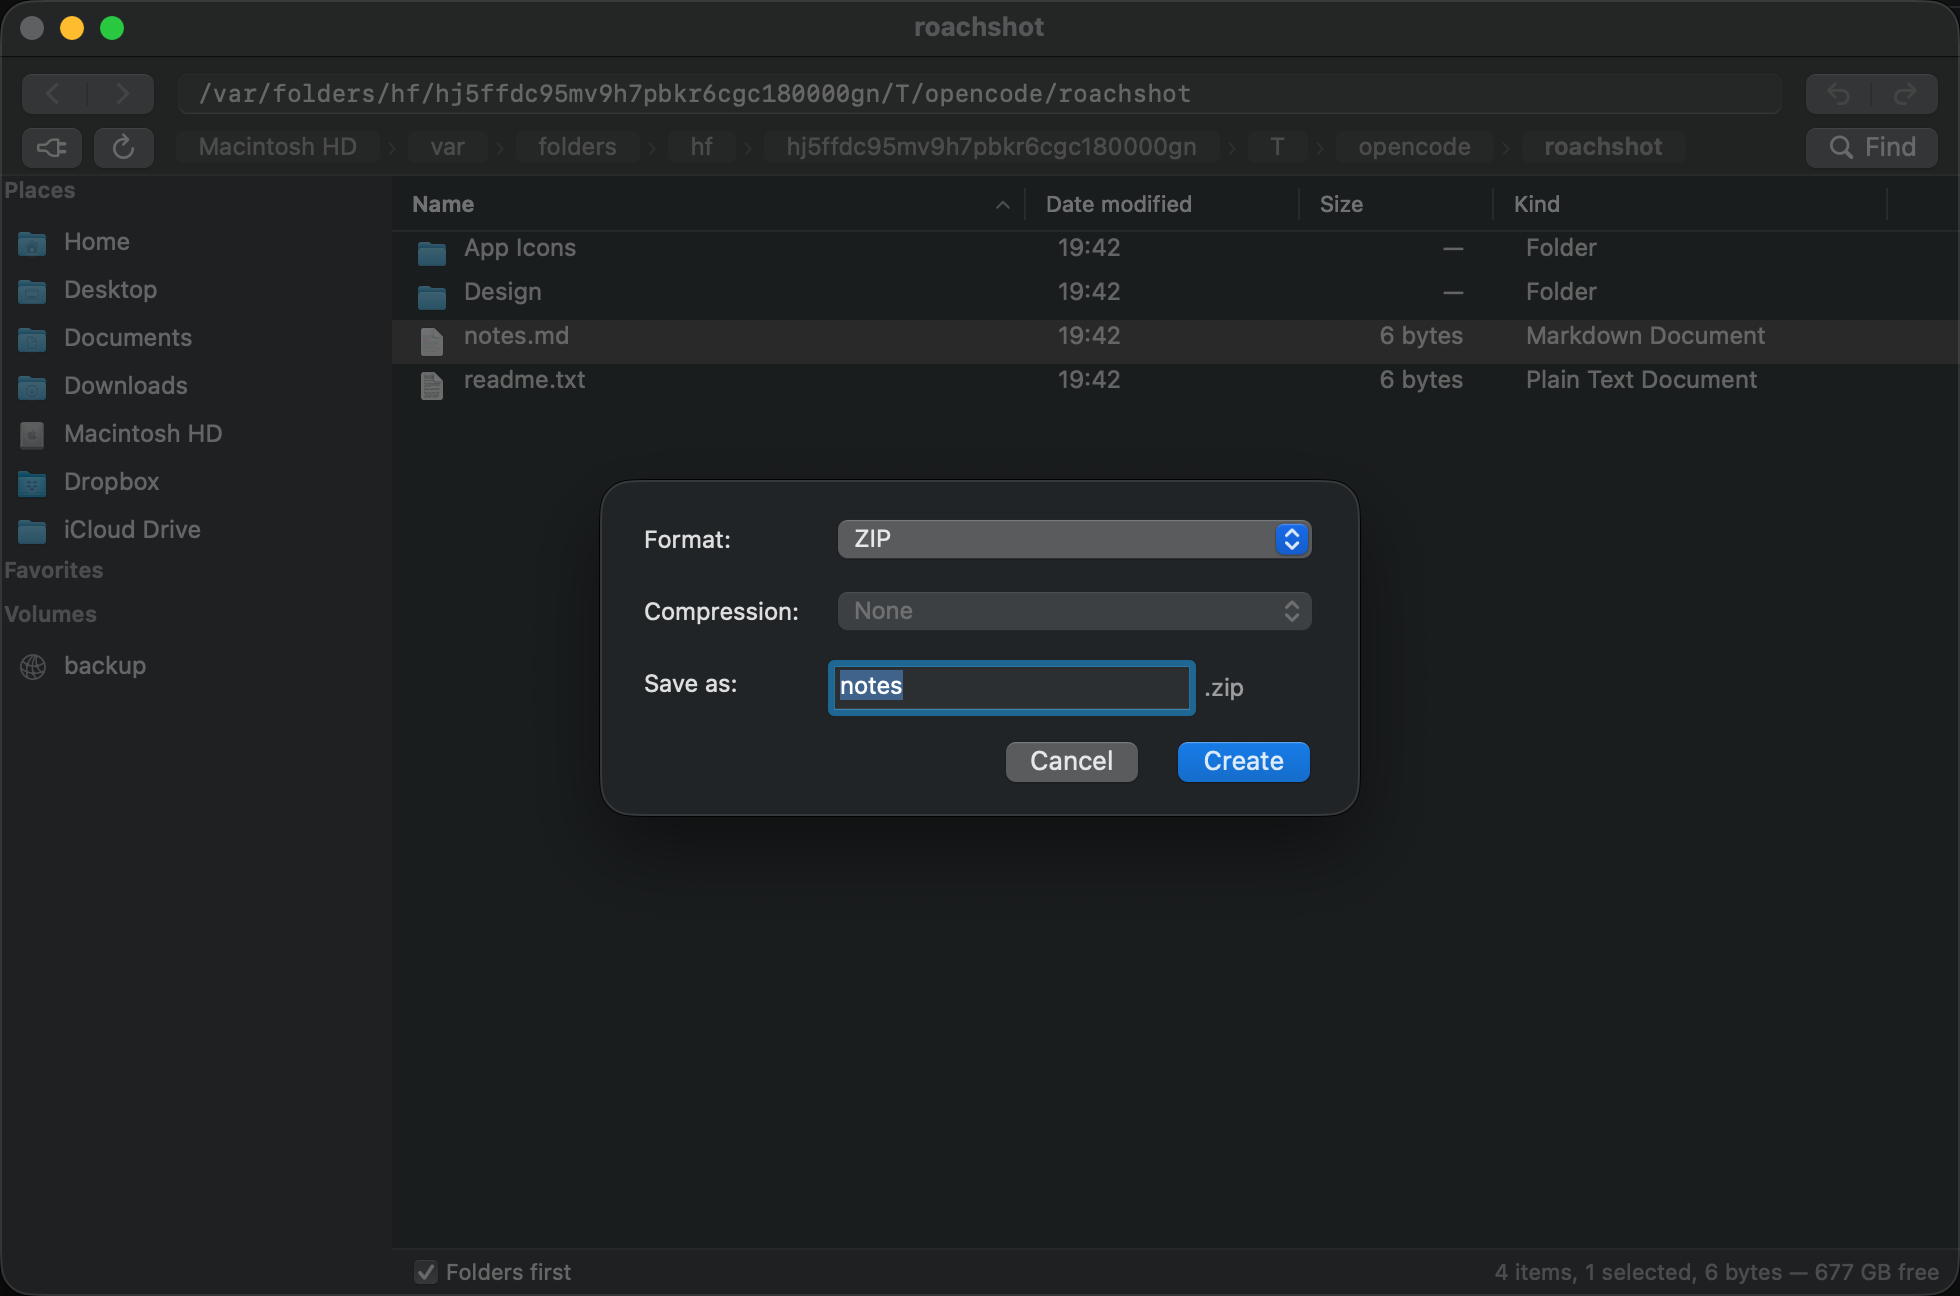 roachshot
/var/folders/hf/hj5ffdc95mv9h7pbkr6cgc180000gn/T/opencode/roachshot
Macintosh HD var folders hf hj5ffdc95mv9h7pbkr6cgc180000gn T opencode roachshot Find
Places
Home
Desktop
Documents
Downloads
Macintosh HD
Dropbox
iCloud Drive
Favorites
Volumes
backup
Name Date modified Size Kind
App Icons 19:42 — Folder
Design 19:42 — Folder
notes.md 19:42 6 bytes Markdown Document
readme.txt 19:42 6 bytes Plain Text Document
Format: ZIP
Compression: None
Save as: notes .zip
Cancel Create
Folders first 4 items, 1 selected, 6 bytes — 677 GB free